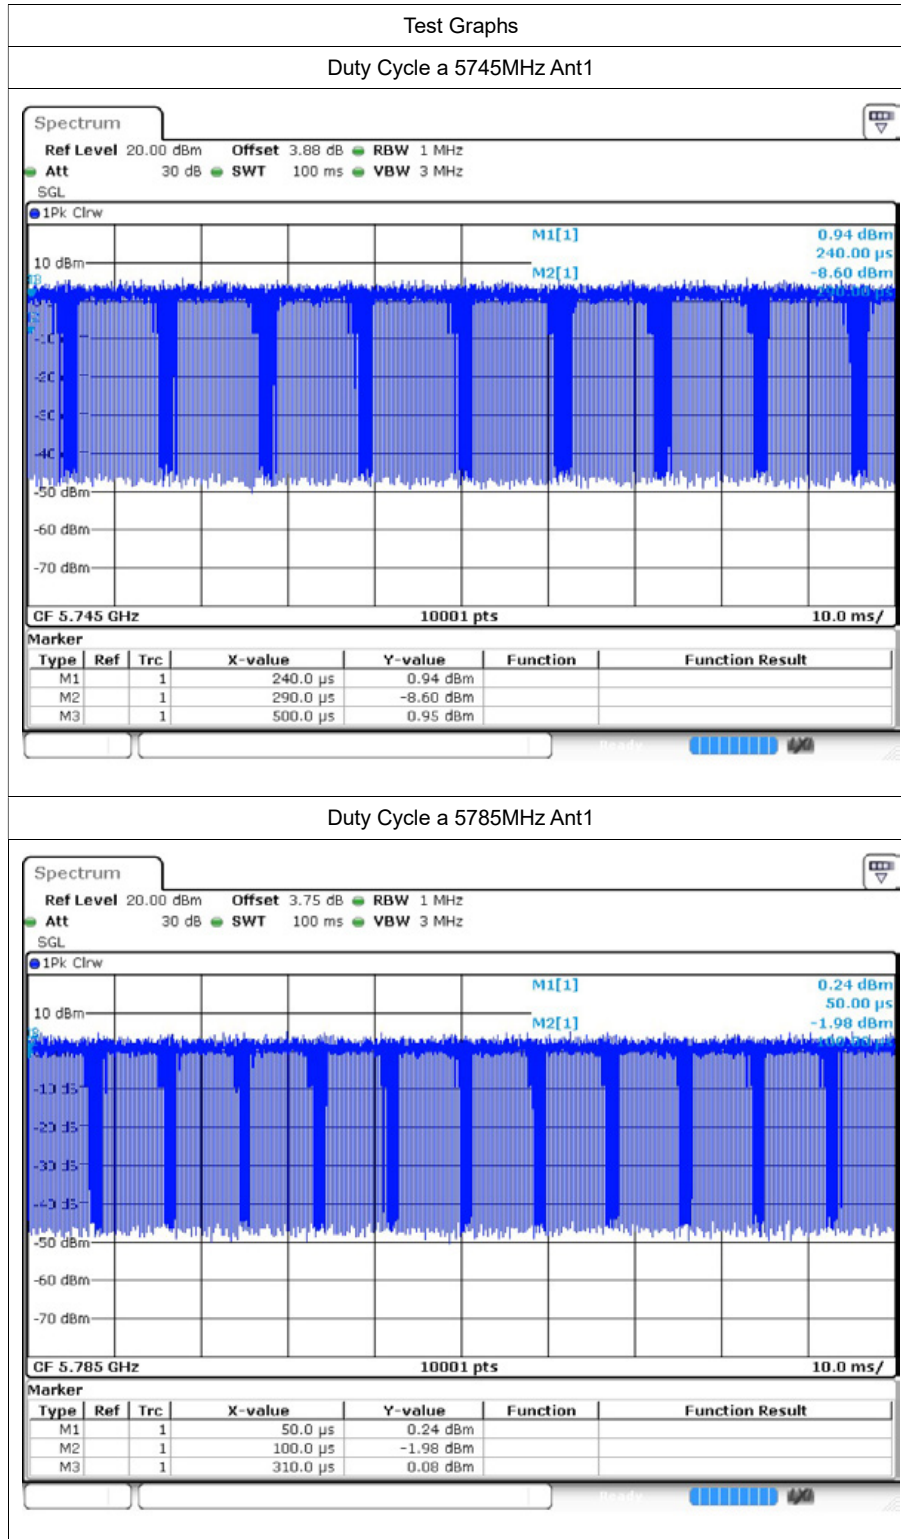 Test Graphs
Duty Cycle a 5745MHz Ant1
Spectrum
Ref Level 20.00 dBm Offset 3.88 dB RBW 1 MHz
Att 30 dB SWT 100 ms VBW 3 MHz
SGL
1Pk Clrw
M1[1] 0.94 dBm
240.00 µs
10 dBm
M2[1] -8.60 dBm
-20
-40
-50 dBm
-60 dBm
-70 dBm
CF 5.745 GHz 10001 pts 10.0 ms/
Marker
Type Ref Trc X-value Y-value Function Function Result
M1 1 240.0 µs 0.94 dBm
M2 1 290.0 µs -8.60 dBm
M3 1 500.0 µs 0.95 dBm
Ready
Duty Cycle a 5785MHz Ant1
Spectrum
Ref Level 20.00 dBm Offset 3.75 dB RBW 1 MHz
Att 30 dB SWT 100 ms VBW 3 MHz
SGL
1Pk Clrw
M1[1] 0.24 dBm
50.00 µs
10 dBm
M2[1] -1.98 dBm
-50 dBm
-60 dBm
-70 dBm
CF 5.785 GHz 10001 pts 10.0 ms/
Marker
Type Ref Trc X-value Y-value Function Function Result
M1 1 50.0 µs 0.24 dBm
M2 1 100.0 µs -1.98 dBm
M3 1 310.0 µs 0.08 dBm
Ready